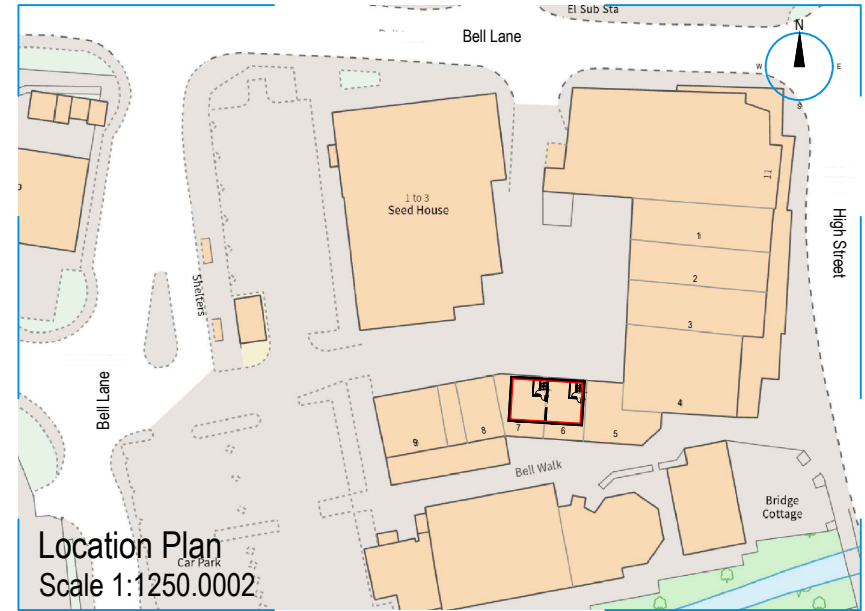 El Sub Sta
Bell Lane
N
W
E
S
11
1 to 3
Seed House
High Street
1
2
3
Shelters
Bell Lane
4
9
8
7
6
5
Bell Walk
Bridge
Cottage
Location Plan
Car Park
Scale 1:1250.0002